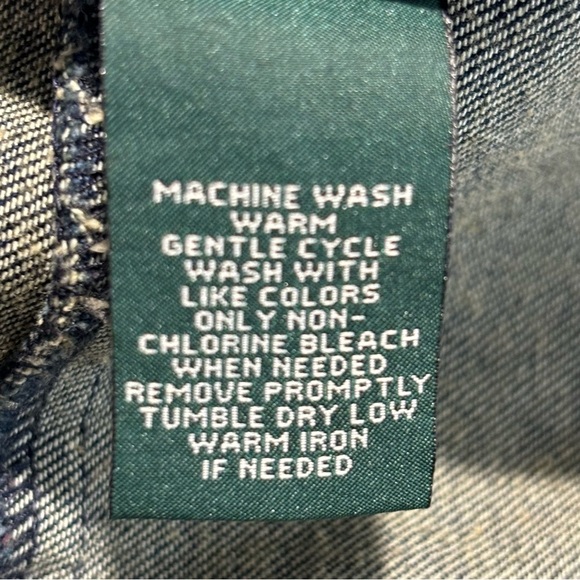 MACHINE WASH
WARM
GENTLE CYCLE
WASH WITH
LIKE COLORS
ONLY NON-
CHLORINE BLEACH
WHEN NEEDED
REMOVE PROMPTLY
TUMBLE DRY LOW
WARM IRON
IF NEEDED